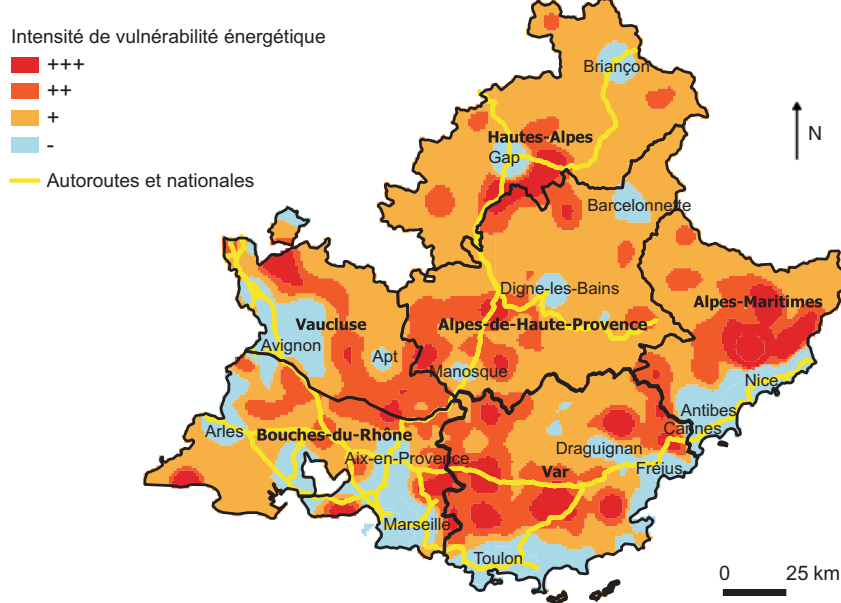 Intensité de vulnérabilité énergétique
+++
++
+
-
Autoroutes et nationales
N
Briançon
Hautes-Alpes
Gap
Barcelonnette
Digne-les-Bains
Alpes-Maritimes
Vaucluse
Alpes-de-Haute-Provence
Avignon
Apt
Manosque
Nice
Antibes
Cannes
Arles
Bouches-du-Rhône
Draguignan
Aix-en-Provence
Var
Fréjus
Marseille
Toulon
0 25 km